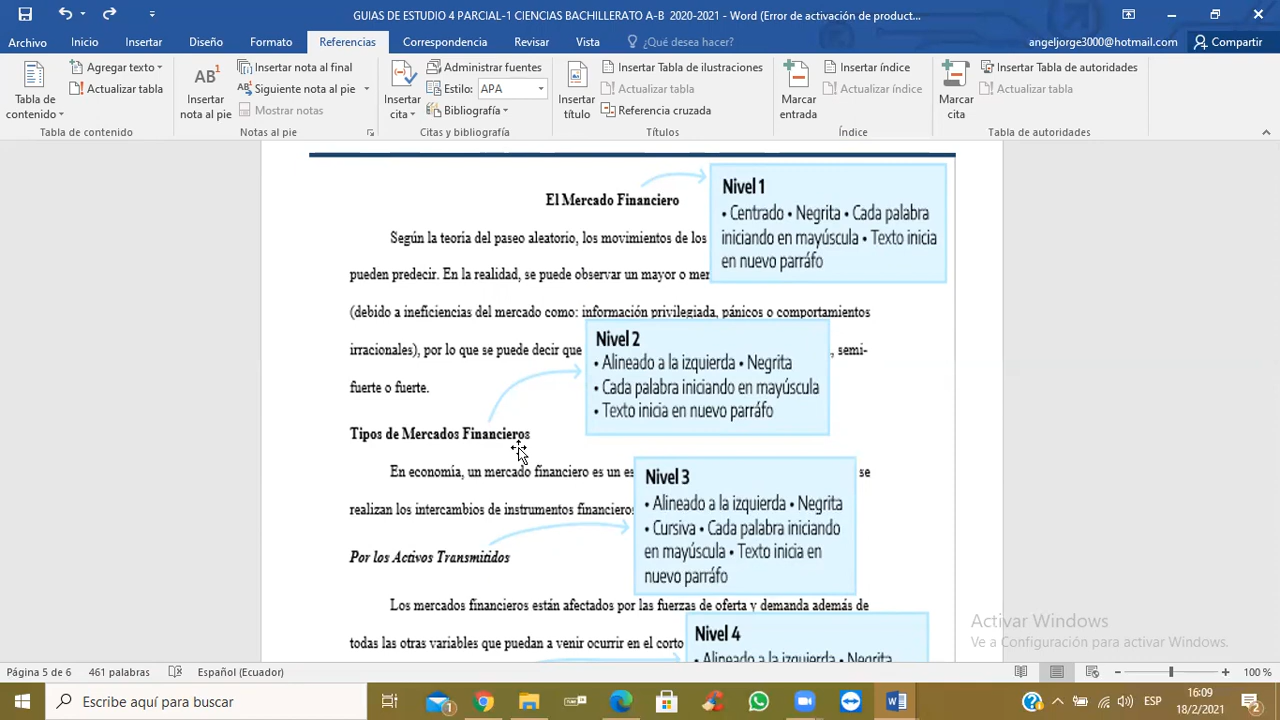 GUIAS DE ESTUDIO 4 PARCIAL-1 CIENCIAS BACHILLERATO A-B 2020-2021 - Word (Error de activación de product...
Archivo Inicio Insertar Diseño Formato Referencias Correspondencia Revisar Vista ¿Qué desea hacer? angeljorge3000@hotmail.com Compartir
Tabla de contenido
Agregar texto
Actualizar tabla
Tabla de contenido
AB1
Insertar nota al pie
Insertar nota al final
Siguiente nota al pie
Mostrar notas
Notas al pie
Insertar cita
Administrar fuentes
Estilo: APA
Bibliografía
Citas y bibliografía
Insertar título
Insertar Tabla de ilustraciones
Actualizar tabla
Referencia cruzada
Títulos
Marcar entrada
Insertar índice
Actualizar índice
Índice
Marcar cita
Insertar Tabla de autoridades
Actualizar tabla
Tabla de autoridades
El Mercado Financiero
Nivel 1
• Centrado • Negrita • Cada palabra
iniciando en mayúscula • Texto inicia
en nuevo parráfo
Según la teoría del paseo aleatorio, los movimientos de los
pueden predecir. En la realidad, se puede observar un mayor o mer
(debido a ineficiencias del mercado como: información privilegiada, pánicos o comportamientos
irracionales), por lo que se puede decir que , semi-
fuerte o fuerte.
Nivel 2
• Alineado a la izquierda • Negrita
• Cada palabra iniciando en mayúscula
• Texto inicia en nuevo parráfo
Tipos de Mercados Financieros
En economía, un mercado financiero es un es se
realizan los intercambios de instrumentos financieros
Nivel 3
• Alineado a la izquierda • Negrita
• Cursiva • Cada palabra iniciando
en mayúscula • Texto inicia en
nuevo parráfo
Por los Activos Transmitidos
Los mercados financieros están afectados por las fuerzas de oferta y demanda además de
todas las otras variables que puedan a venir ocurrir en el corto
Nivel 4
• Alineado a la izquierda • Negrita
Activar Windows
Ve a Configuración para activar Windows.
Página 5 de 6 461 palabras Español (Ecuador) 100 %
Escribe aquí para buscar
1
ESP
16:09
18/2/2021
2